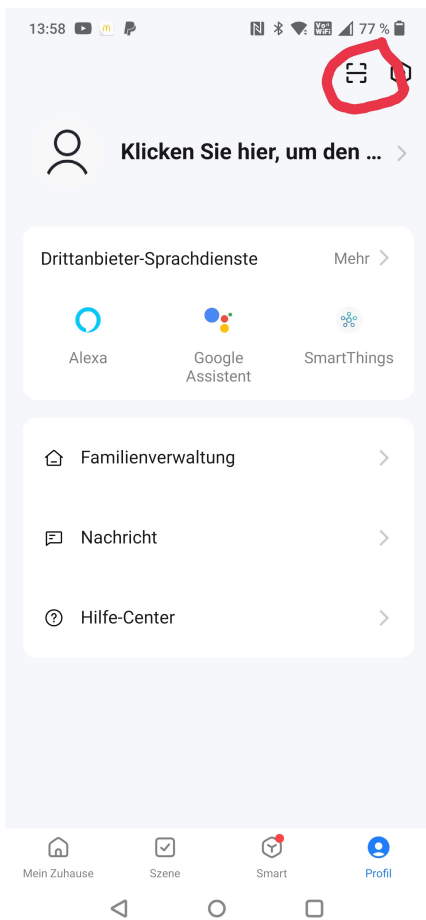 13:58
77 %
Klicken Sie hier, um den ...
Drittanbieter-Sprachdienste
Mehr
Alexa
Google
Assistent
SmartThings
Familienverwaltung
Nachricht
Hilfe-Center
Mein Zuhause
Szene
Smart
Profil